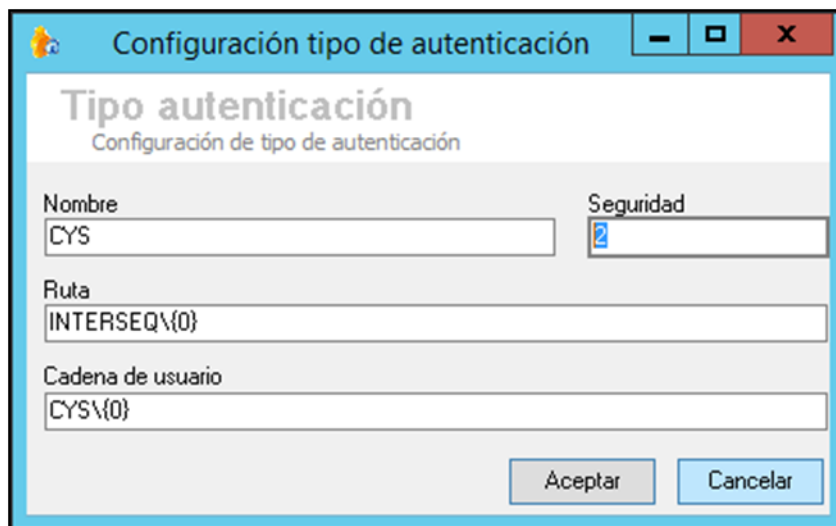 Configuración tipo de autenticación
Tipo autenticación
Configuración de tipo de autenticación
Nombre
Seguridad
CYS
2
Ruta
INTERSEQ\{0}
Cadena de usuario
CYS\{0}
Aceptar
Cancelar